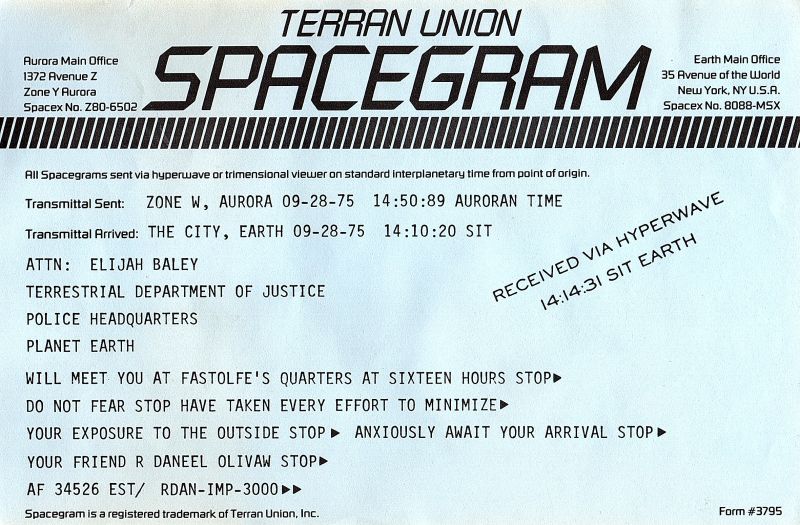 TERRAN UNION
SPACEGRAM
Aurora Main Office
1372 Avenue Z
Zone Y Aurora
Spacex No. Z80-6502
Earth Main Office
35 Avenue of the World
New York, NY U.S.A.
Spacex No. 8088-MSX
All Spacegrams sent via hyperwave or trimensional viewer on standard interplanetary time from point of origin.
Transmittal Sent: ZONE W, AURORA 09-28-75 14:50:89 AURORAN TIME
Transmittal Arrived: THE CITY, EARTH 09-28-75 14:10:20 SIT
RECEIVED VIA HYPERWAVE
14:14:31 SIT EARTH
ATTN: ELIJAH BALEY
TERRESTRIAL DEPARTMENT OF JUSTICE
POLICE HEADQUARTERS
PLANET EARTH
WILL MEET YOU AT FASTOLFE'S QUARTERS AT SIXTEEN HOURS STOP▶
DO NOT FEAR STOP HAVE TAKEN EVERY EFFORT TO MINIMIZE▶
YOUR EXPOSURE TO THE OUTSIDE STOP▶ ANXIOUSLY AWAIT YOUR ARRIVAL STOP▶
YOUR FRIEND R DANEEL OLIVAW STOP▶
AF 34526 EST/ RDAN-IMP-3000▶▶
Spacegram is a registered trademark of Terran Union, Inc.
Form #3795